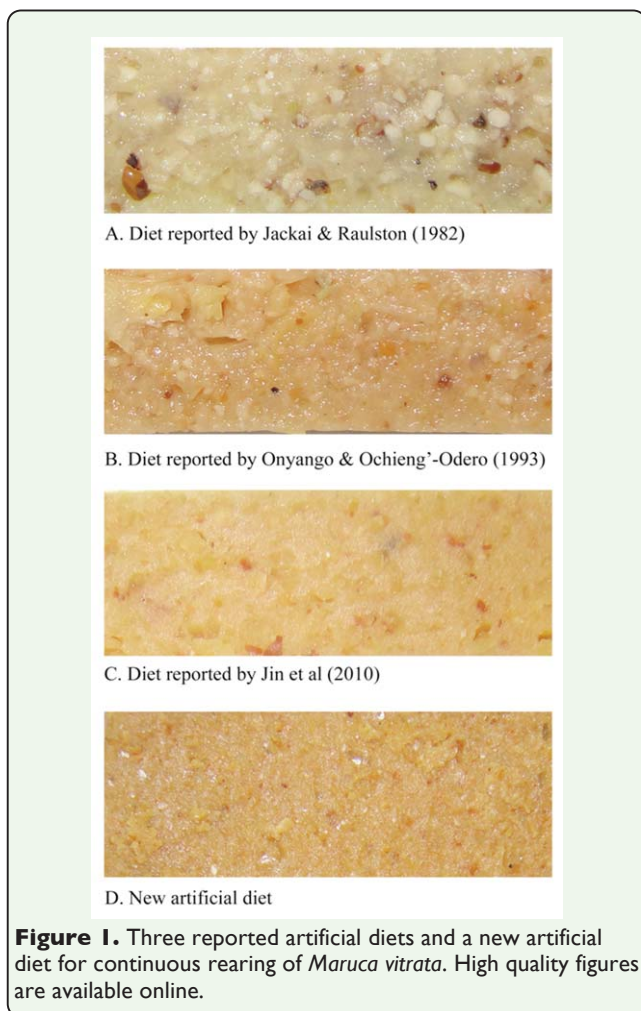 A. Diet reported by Jackai & Raulston (1982)
B. Diet reported by Onyango & Ochieng'-Odero (1993)
C. Diet reported by Jin et al (2010)
D. New artificial diet
Figure 1. Three reported artificial diets and a new artificial
diet for continuous rearing of Maruca vitrata. High quality figures
are available online.